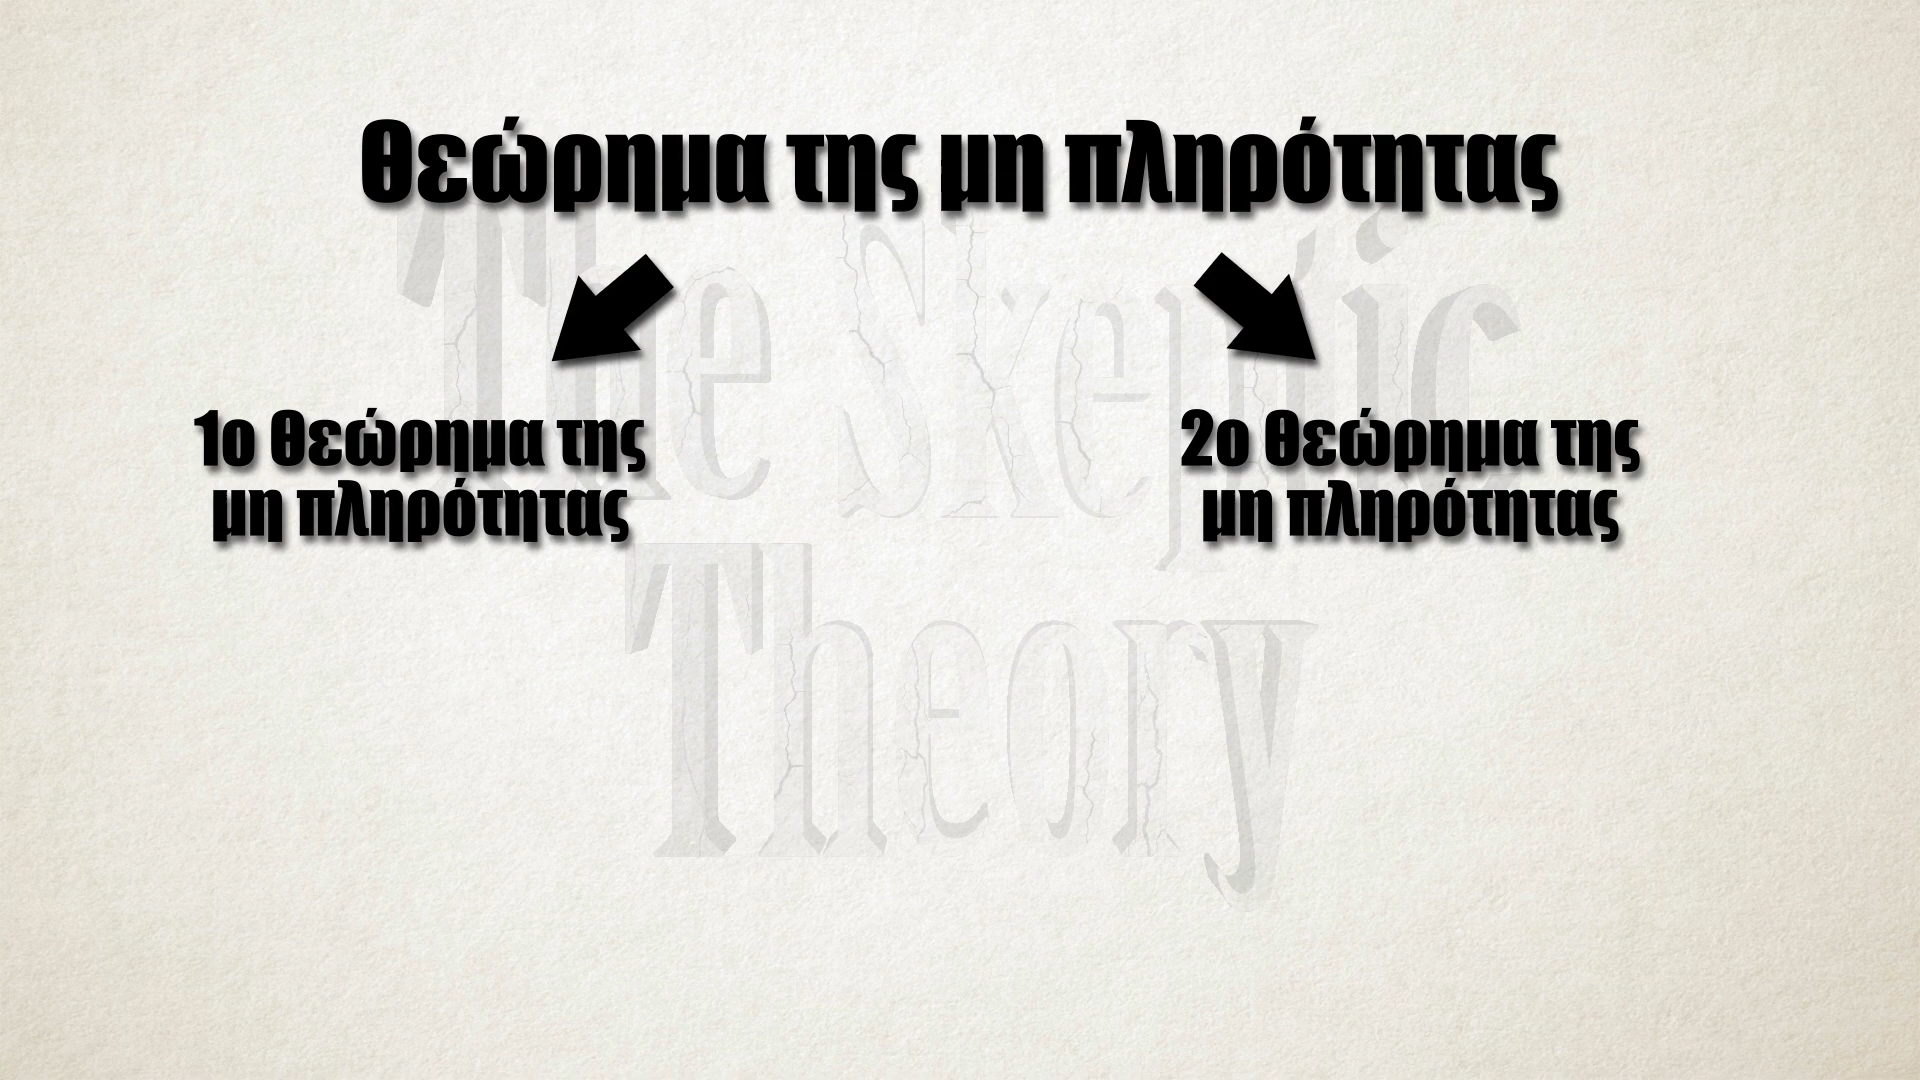 Θεώρημα της μη πληρότητας
1ο Θεώρημα της
μη πληρότητας
2ο Θεώρημα της
μη πληρότητας
The Skeptic
Theory